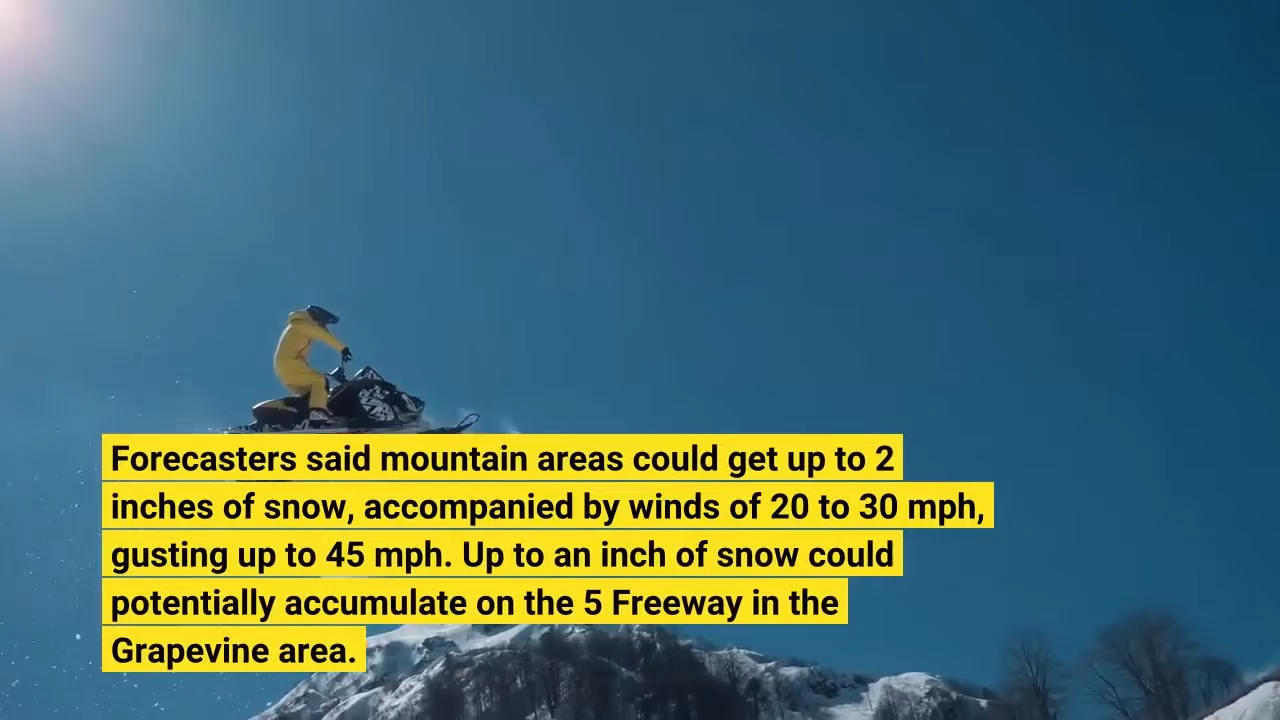 Forecasters said mountain areas could get up to 2
inches of snow, accompanied by winds of 20 to 30 mph,
gusting up to 45 mph. Up to an inch of snow could
potentially accumulate on the 5 Freeway in the
Grapevine area.